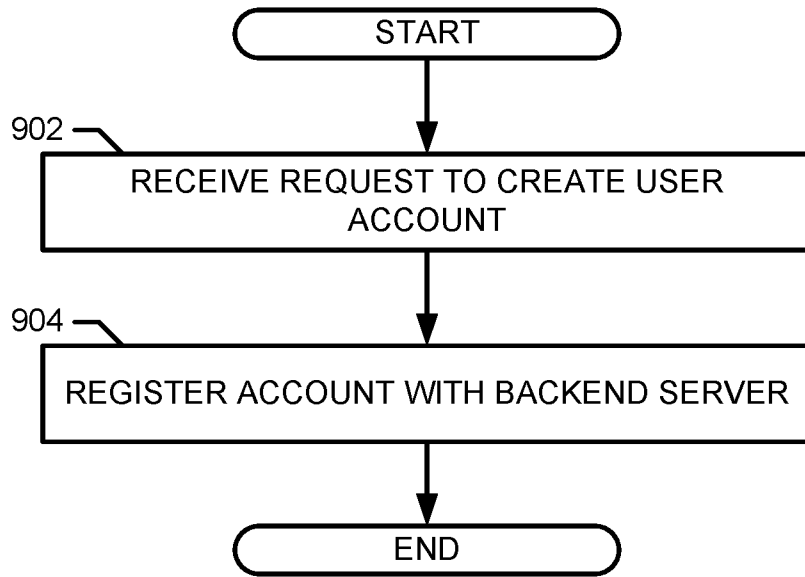 START
902
RECEIVE REQUEST TO CREATE USER
ACCOUNT
904
REGISTER ACCOUNT WITH BACKEND SERVER
END